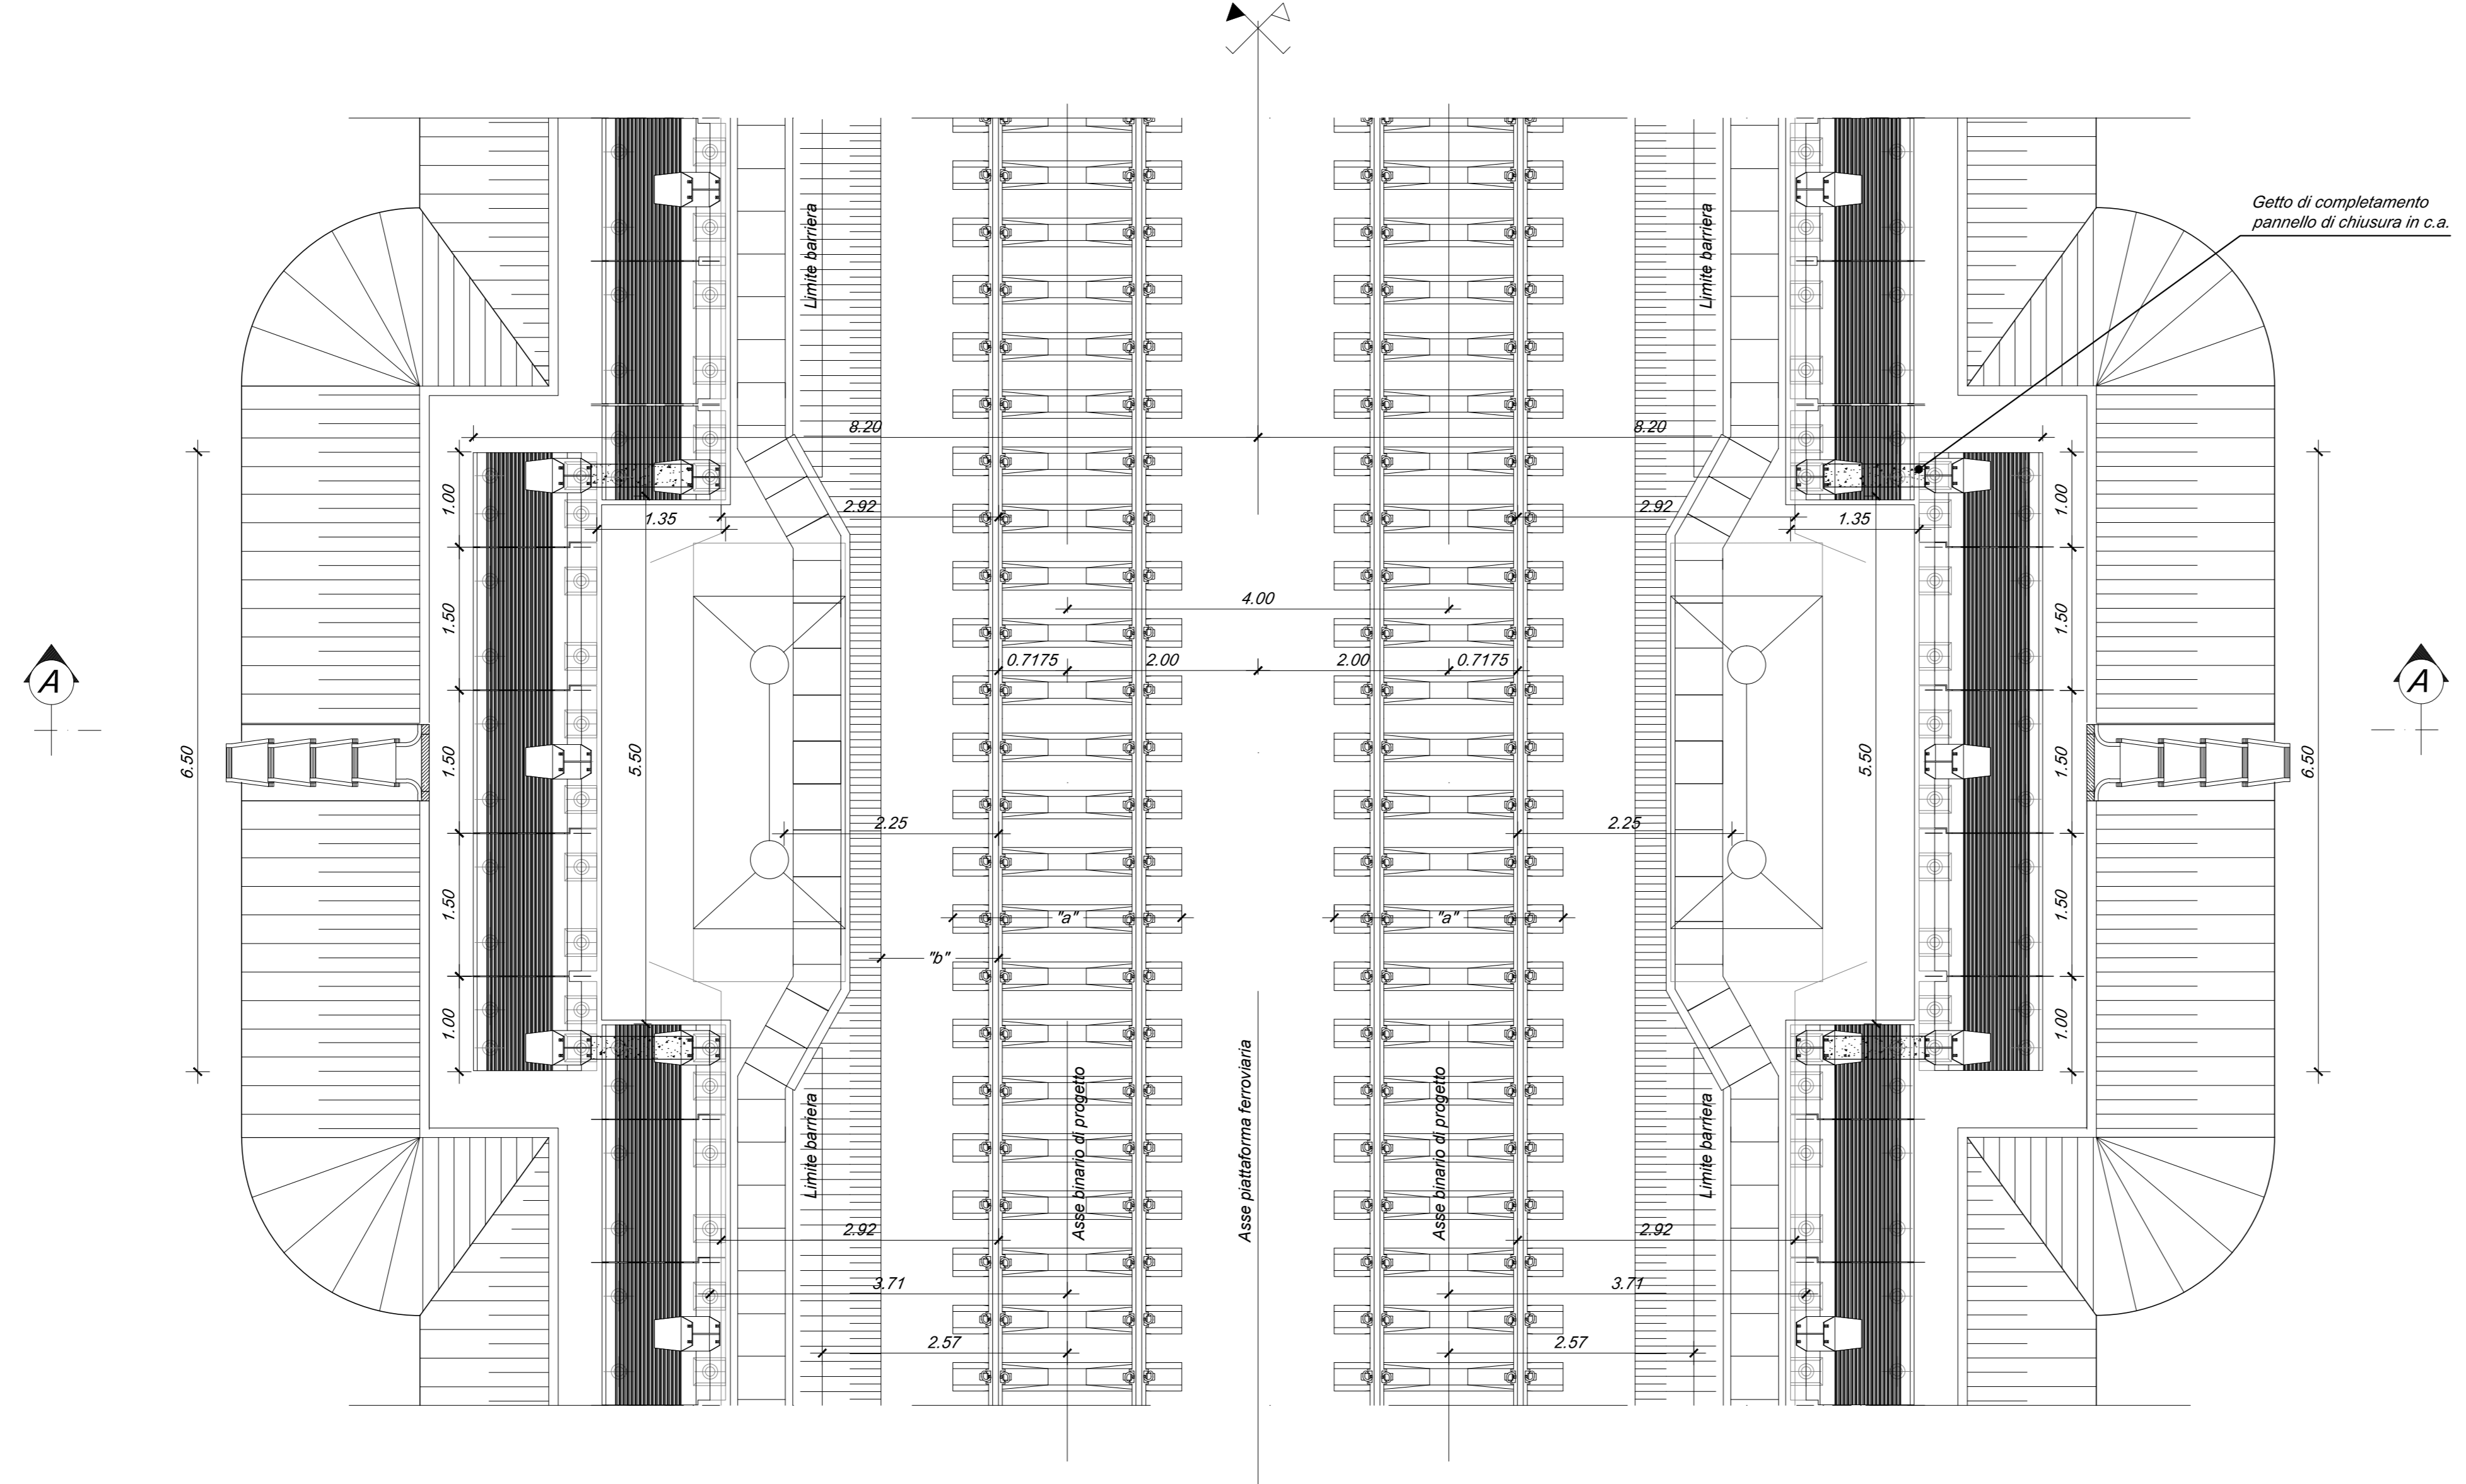 Getto di completamento
pannello di chiusura in c.a.
Limite barriera
Limite barriera
8.20
8.20
1.00
2.92
1.35
2.92
1.35
1.00
1.50
4.00
1.50
0.7175
2.00
2.00
0.7175
A
A
6.50
1.50
5.50
5.50
1.50
6.50
2.25
2.25
1.50
"a"
"a"
1.50
"b"
1.00
1.00
Limite barriera
Asse binario di progetto
Asse piattaforma ferroviaria
Asse binario di progetto
Limite barriera
2.92
2.92
3.71
3.71
2.57
2.57